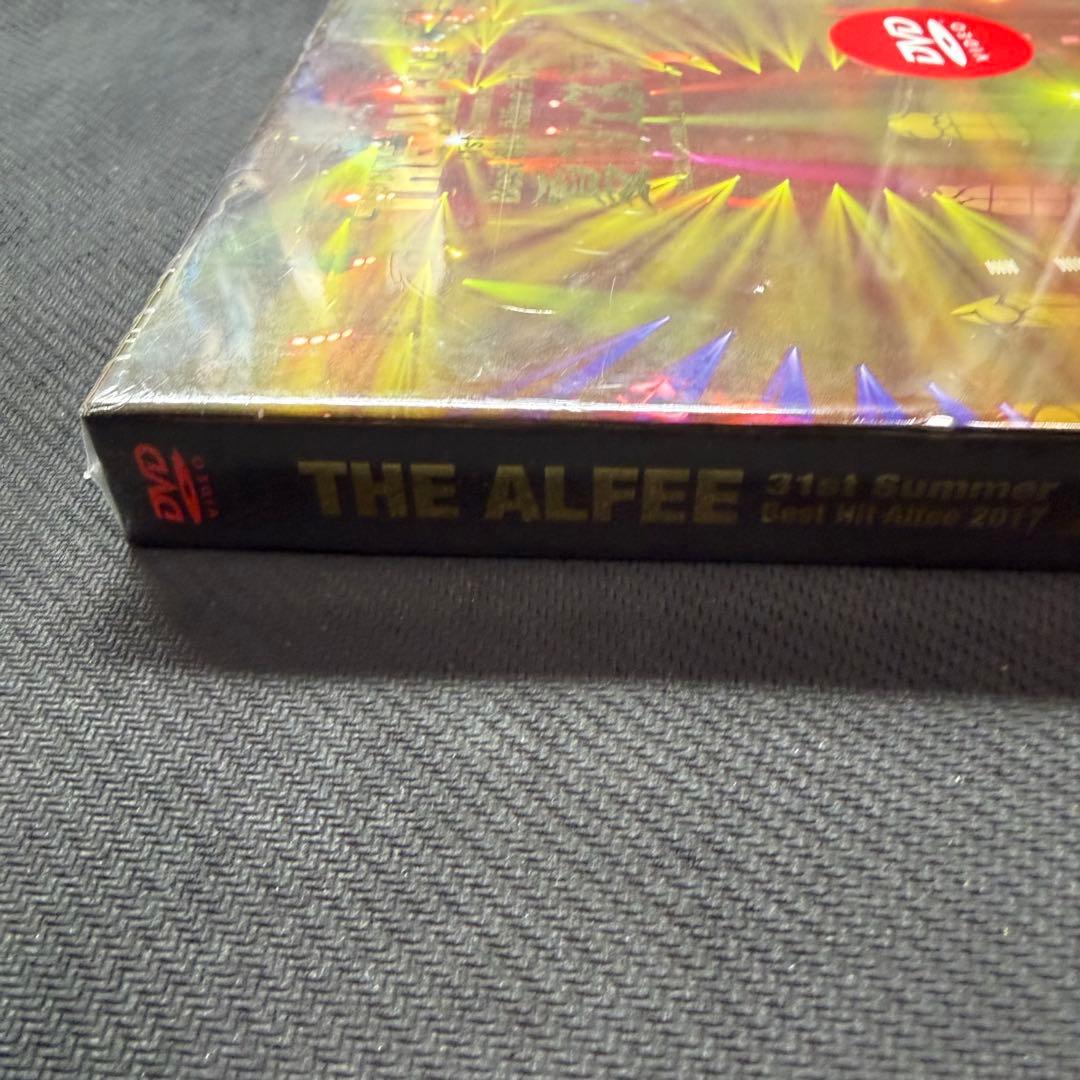 DVD
VIDEO
DVD
VIDEO
THE ALFEE
31st Summer
Best Hit Alfee 2017